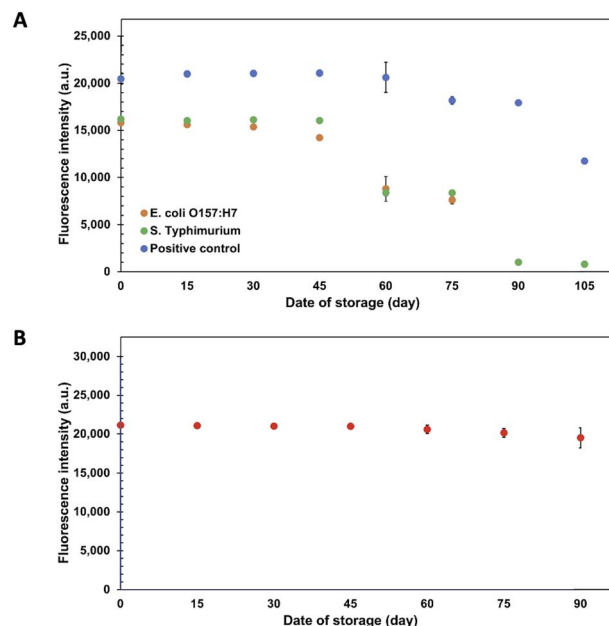 A
25,000
20,000
15,000
10,000
5,000
0
Fluorescence intensity (a.u.)
E. coli O157:H7
S. Typhimurium
Positive control
0 15 30 45 60 75 90 105
Date of storage (day)
B
30,000
25,000
20,000
15,000
10,000
5,000
0
Fluorescence intensity (a.u.)
0 15 30 45 60 75 90
Date of storage (day)